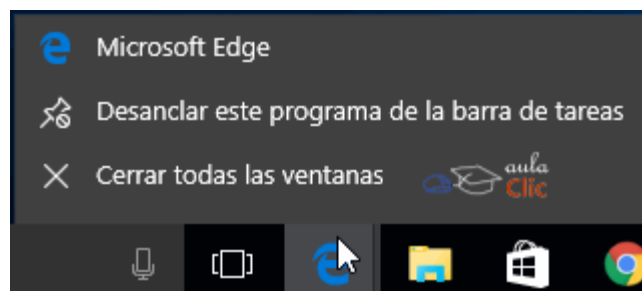 Microsoft Edge
Desanclar este programa de la barra de tareas
Cerrar todas las ventanas
aula
Clic